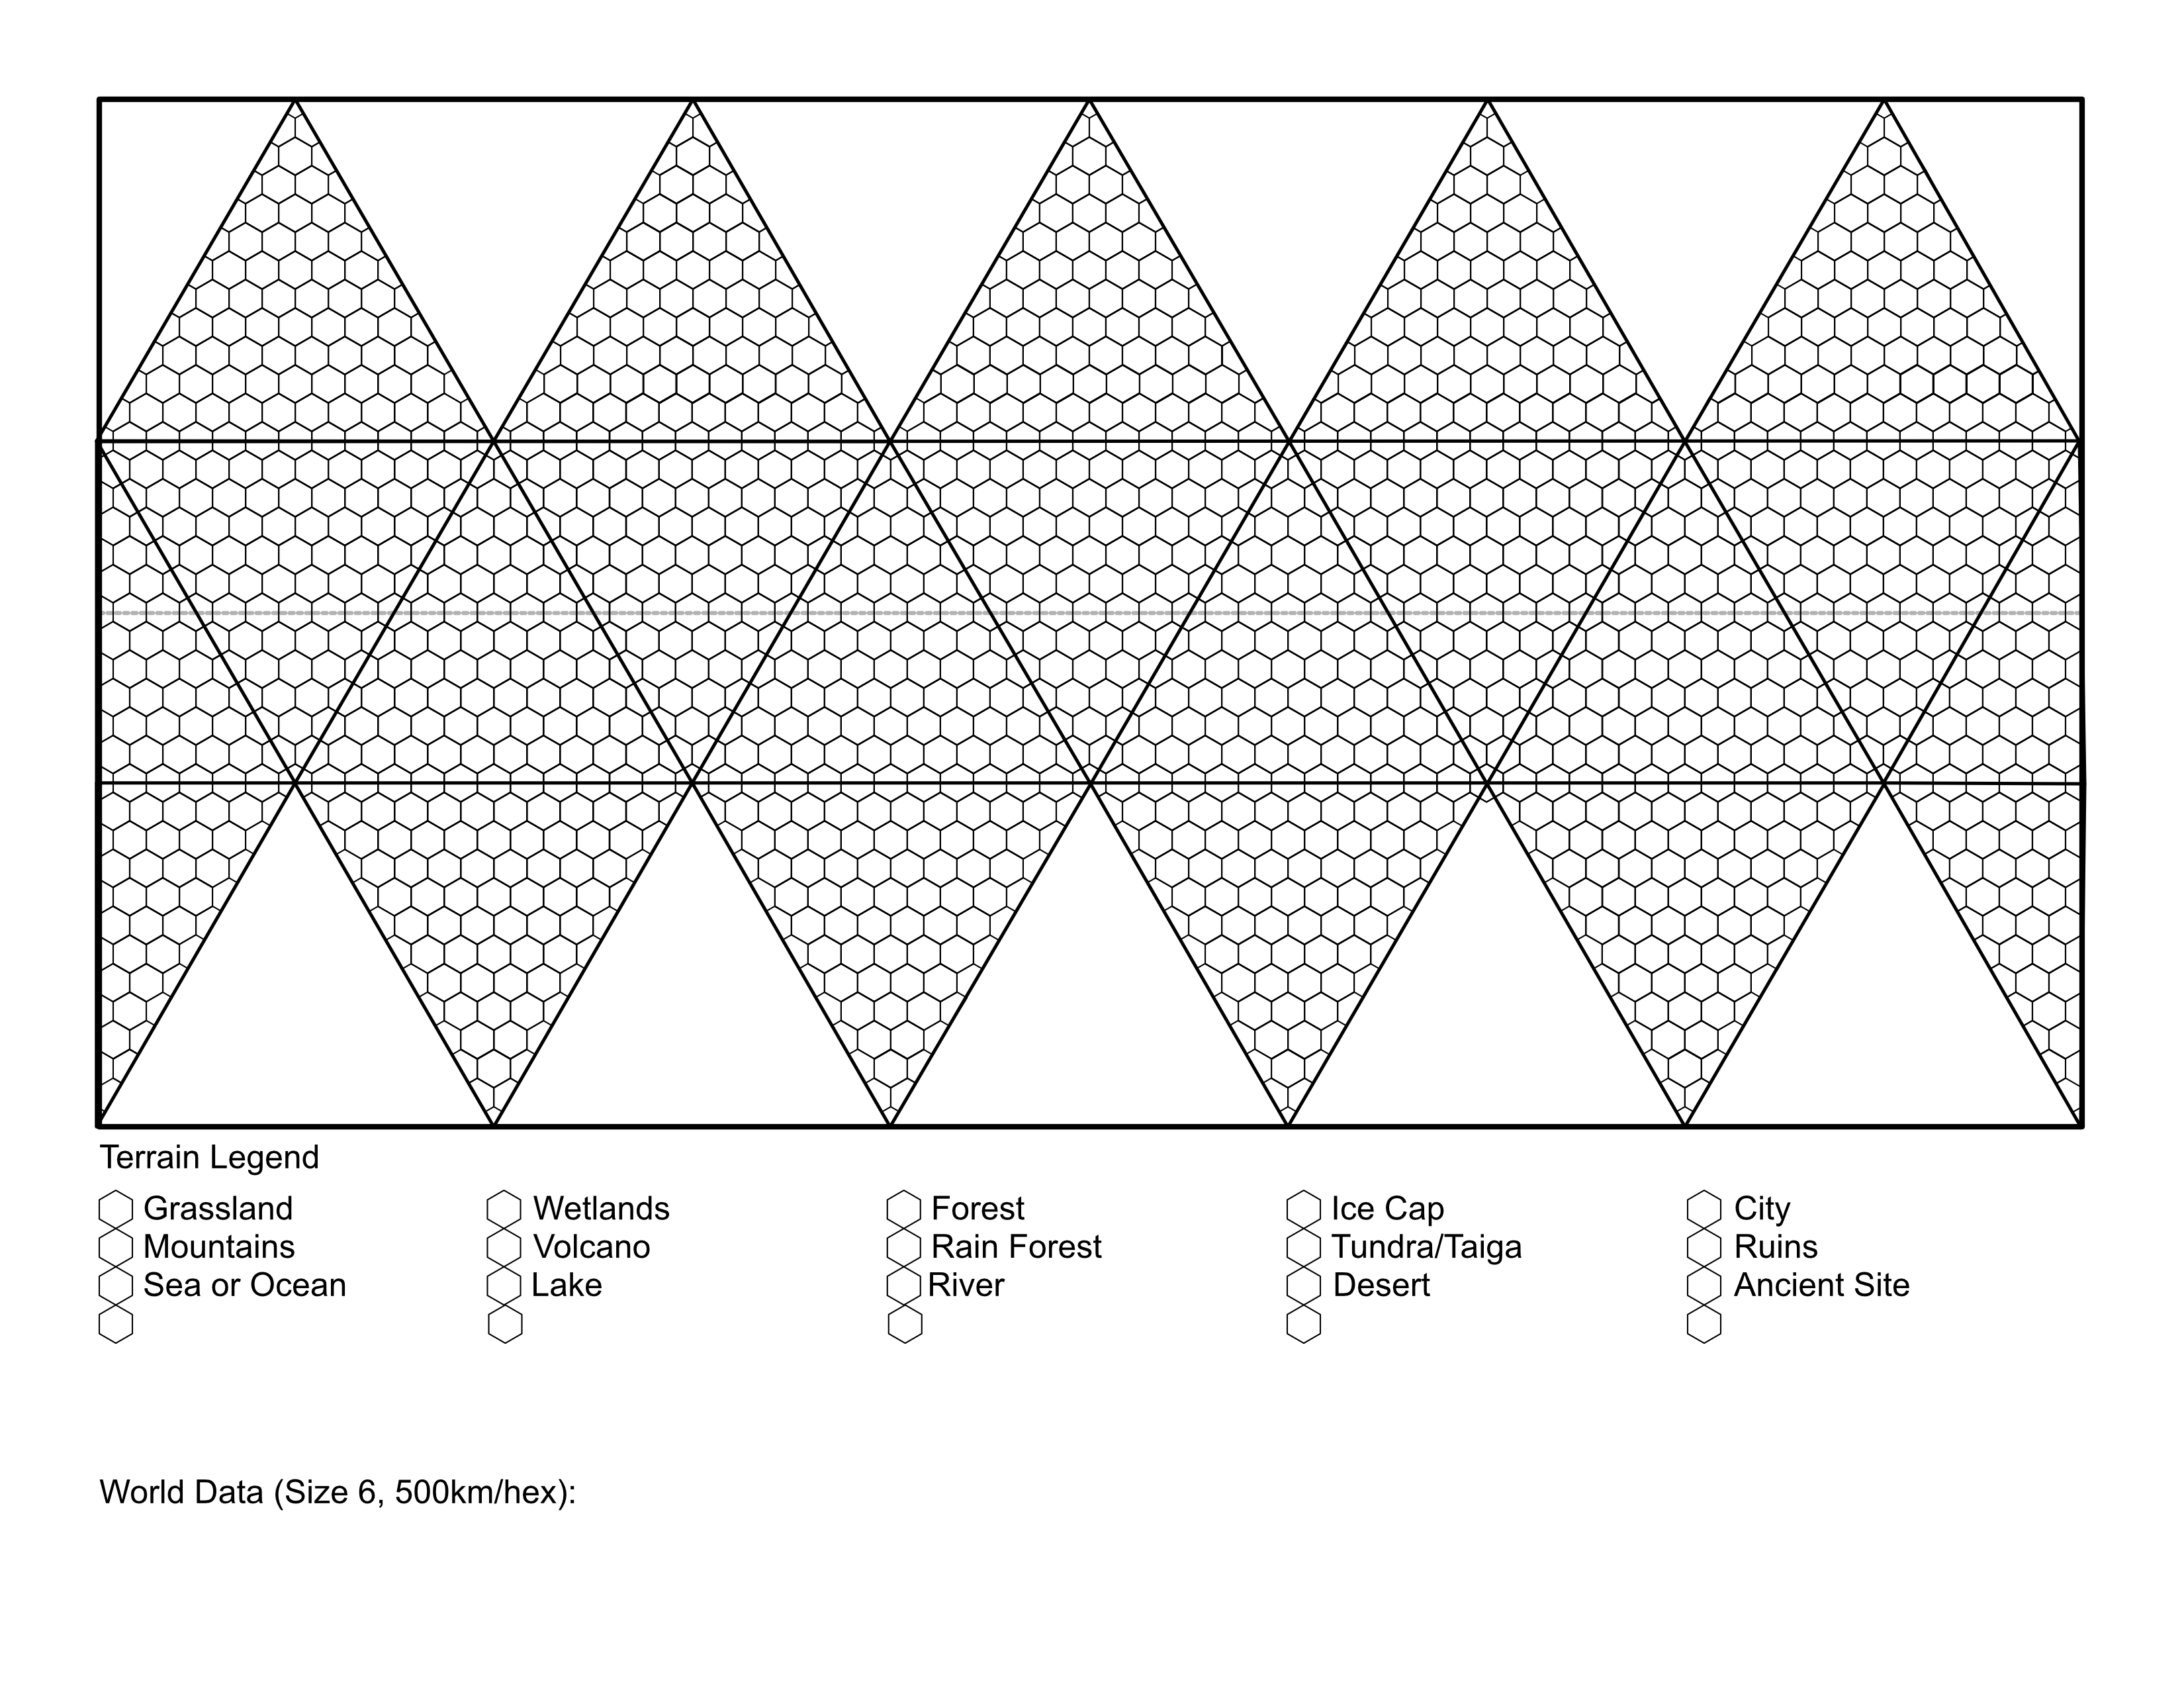 Terrain Legend
Grassland Wetlands Forest Ice Cap City
Mountains Volcano Rain Forest Tundra/Taiga Ruins
Sea or Ocean Lake River Desert Ancient Site
World Data (Size 6, 500km/hex):